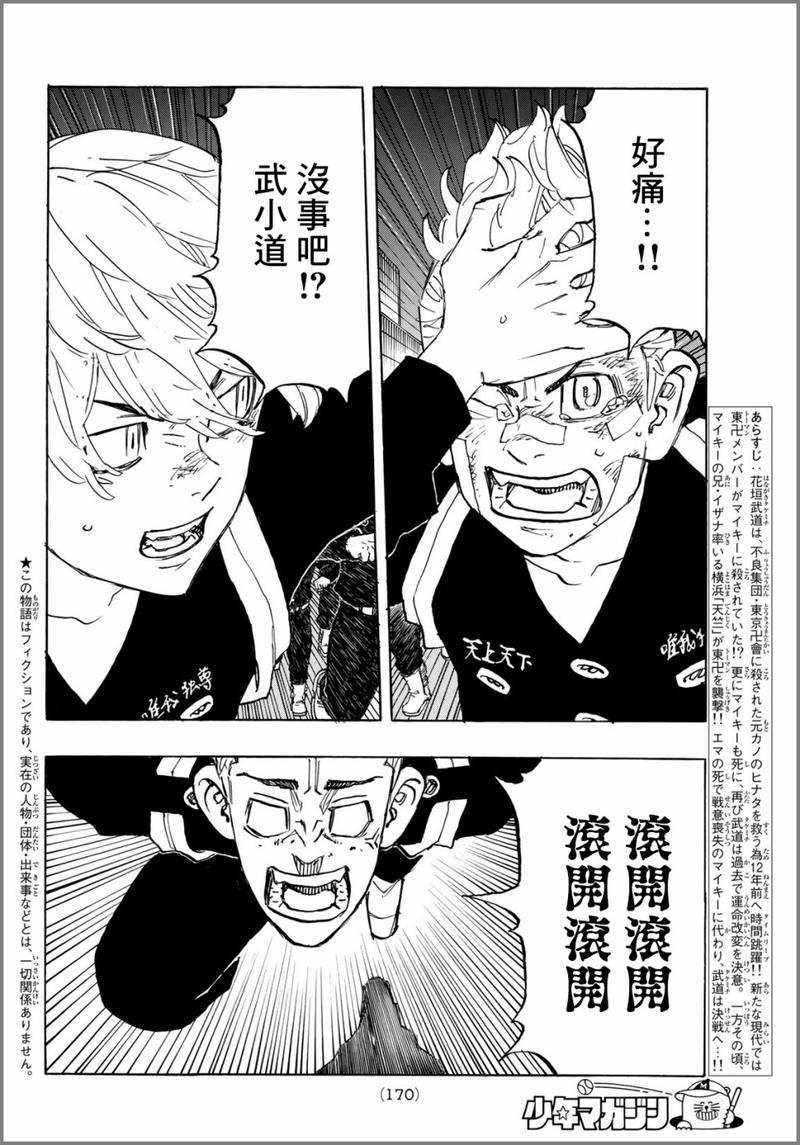 好痛…!!
沒事吧!?
武小道
天上天下
唯我
唯我独尊
滾開滾開
滾開滾開
あらすじ：花垣武道は、不良集団・東京卍會に殺された元カノのヒナタを救う為12年前へ時間跳躍!! 新たな現代では
東卍メンバーがマイキーに殺されていた!? 更にマイキーも死に、再び武道は過去で運命改変を決意。一方その頃、
マイキーの兄・イザナ率いる横浜「天竺」が東卍を襲撃!! エマの死で戦意喪失のマイキーに代わり、武道は決戦へ…!!
★この物語はフィクションであり、実在の人物・団体・出来事などとは、一切関係ありません。
(170)
少年マガジン